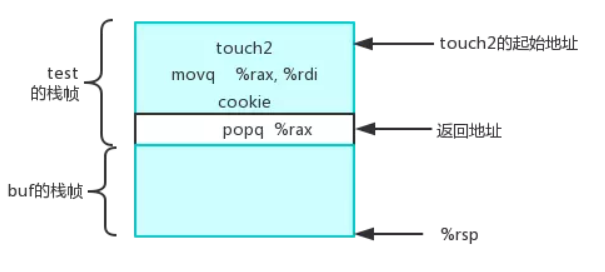 touch2
movq %rax, %rdi
cookie
popq %rax
test
的栈帧
buf的栈帧
touch2的起始地址
返回地址
%rsp